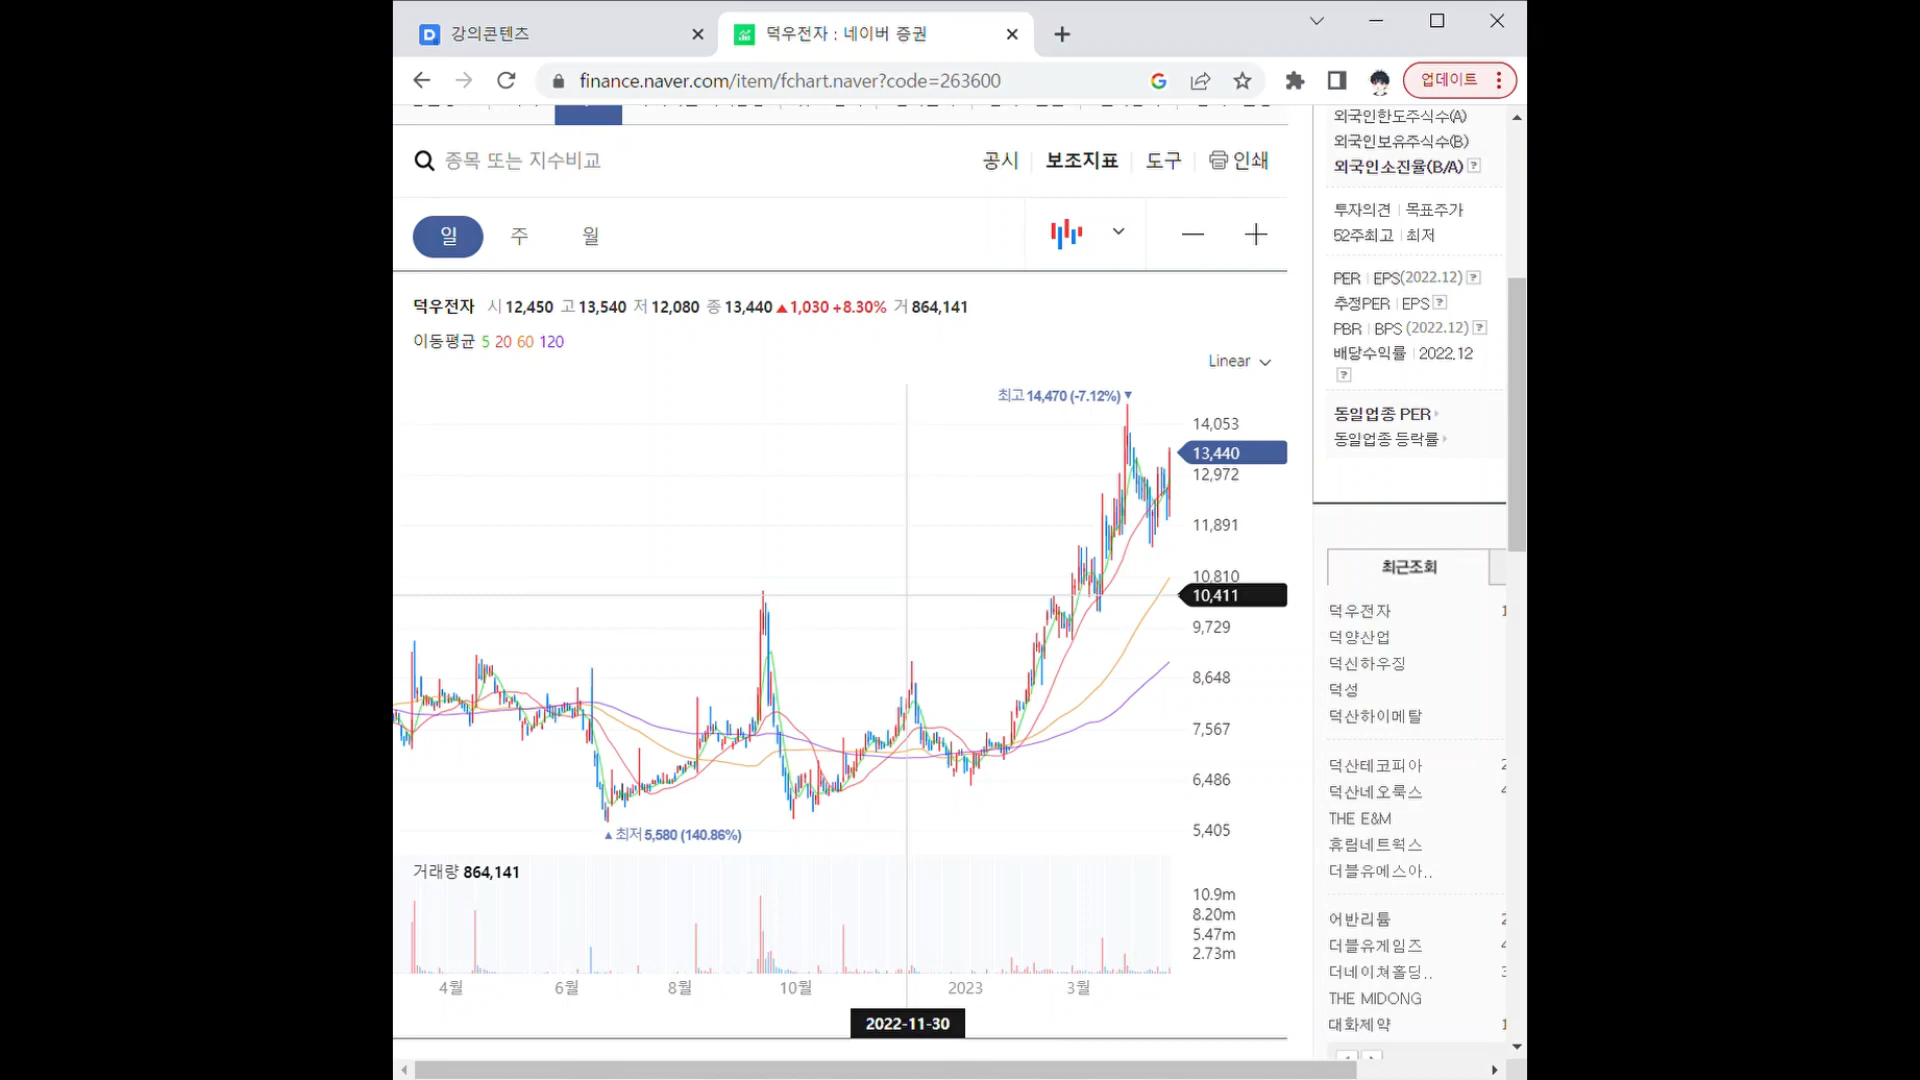 강의콘텐츠
덕우전자 : 네이버 증권
finance.naver.com/item/fchart.naver?code=263600
업데이트
종목 또는 지수비교
공시
보조지표
도구
인쇄
일
주
월
덕우전자 시 12,450 고 13,540 저 12,080 종 13,440 ▲1,030 +8.30% 거 864,141
이동평균 5 20 60 120
Linear
최고 14,470 (-7.12%) ▼
14,053
13,440
12,972
11,891
10,810
10,411
9,729
8,648
7,567
6,486
5,405
▲최저 5,580 (140.86%)
거래량 864,141
10.9m
8.20m
5.47m
2.73m
4월
6월
8월
10월
2023
3월
2022-11-30
외국인한도주식수(A)
외국인보유주식수(B)
외국인소진율(B/A) ?
투자의견 | 목표주가
52주최고 | 최저
PER | EPS(2022.12) ?
추정PER | EPS ?
PBR | BPS (2022.12) ?
배당수익률 | 2022.12
?
동일업종 PER
동일업종 등락률
최근조회
덕우전자
덕양산업
덕신하우징
덕성
덕산하이메탈
덕산테코피아
덕산네오룩스
THE E&M
휴림네트웍스
더블유에스아..
어반리튬
더블유게임즈
더네이쳐홀딩..
THE MIDONG
대화제약